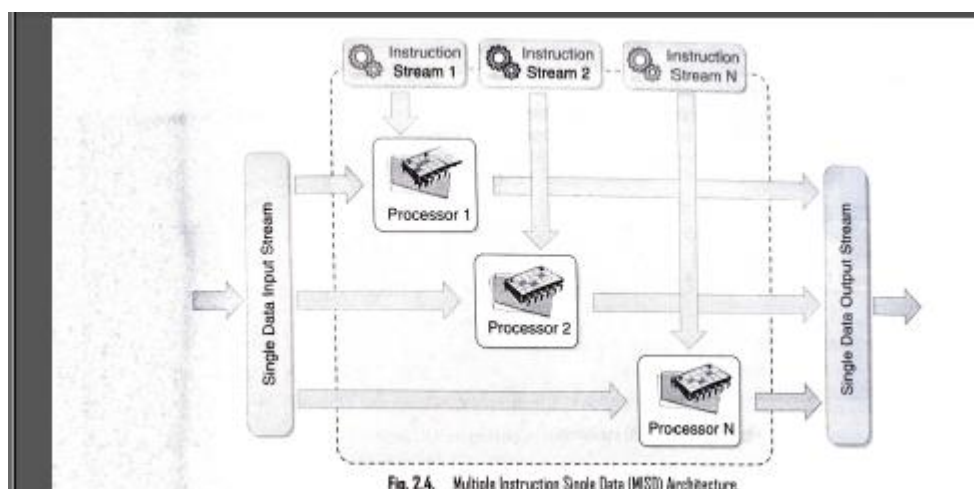 Instruction
Stream 1
Instruction
Stream 2
Instruction
Stream N
Single Data Input Stream
Processor 1
Processor 2
Processor N
Single Data Output Stream
Fig. 2.4. Multiple Instruction Single Data (MISD) Architecture